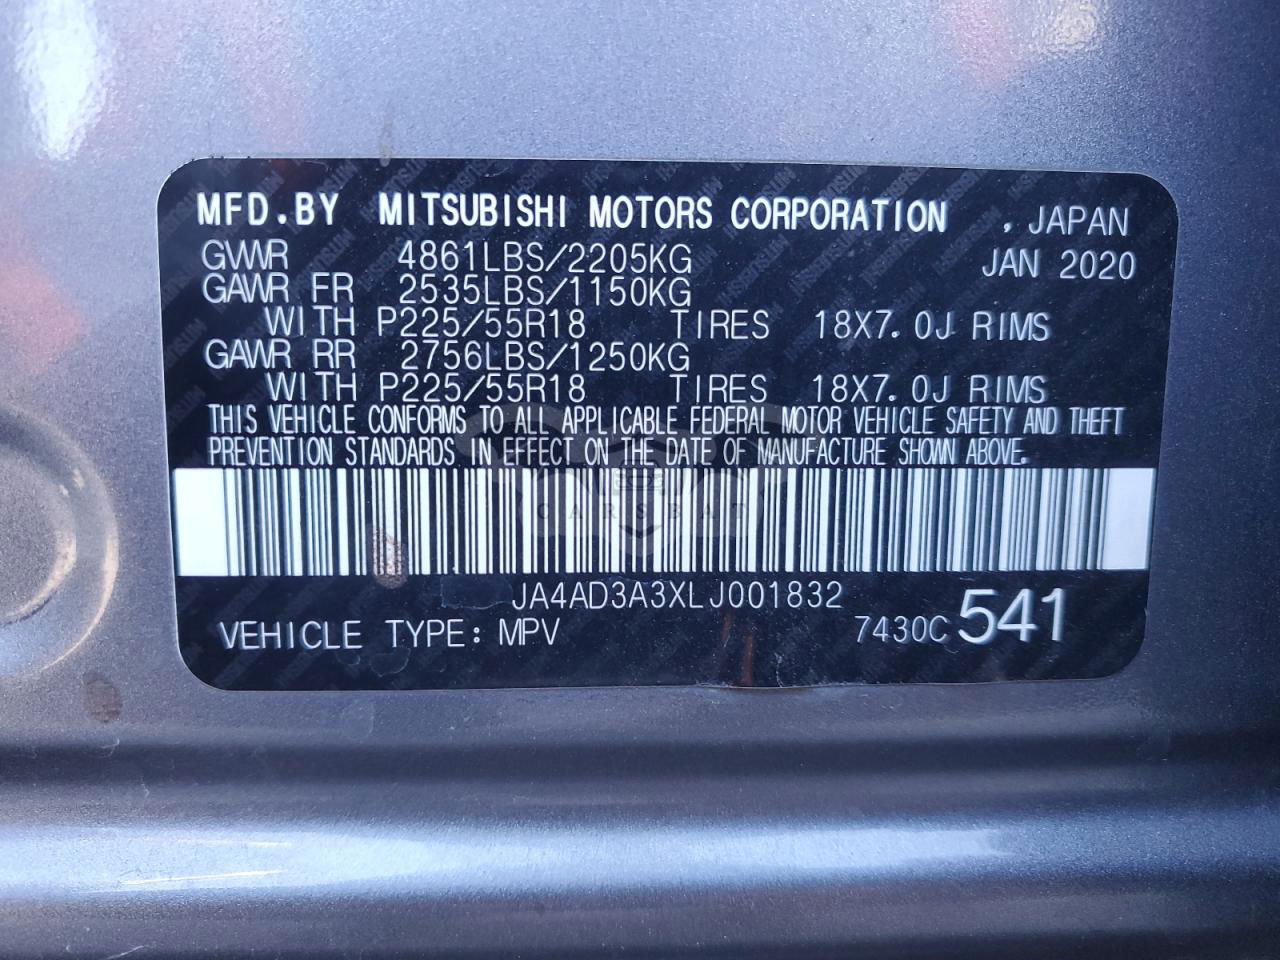 MFD.BY MITSUBISHI MOTORS CORPORATION , JAPAN
GVWR 4861LBS/2205KG JAN 2020
GAWR FR 2535LBS/1150KG
WITH P225/55R18 TIRES 18X7.0J RIMS
GAWR RR 2756LBS/1250KG
WITH P225/55R18 TIRES 18X7.0J RIMS
THIS VEHICLE CONFORMS TO ALL APPLICABLE FEDERAL MOTOR VEHICLE SAFETY AND THEFT
PREVENTION STANDARDS IN EFFECT ON THE DATE OF MANUFACTURE SHOWN ABOVE.
CARSBAT
JA4AD3A3XLJ001832
VEHICLE TYPE: MPV 7430C 541